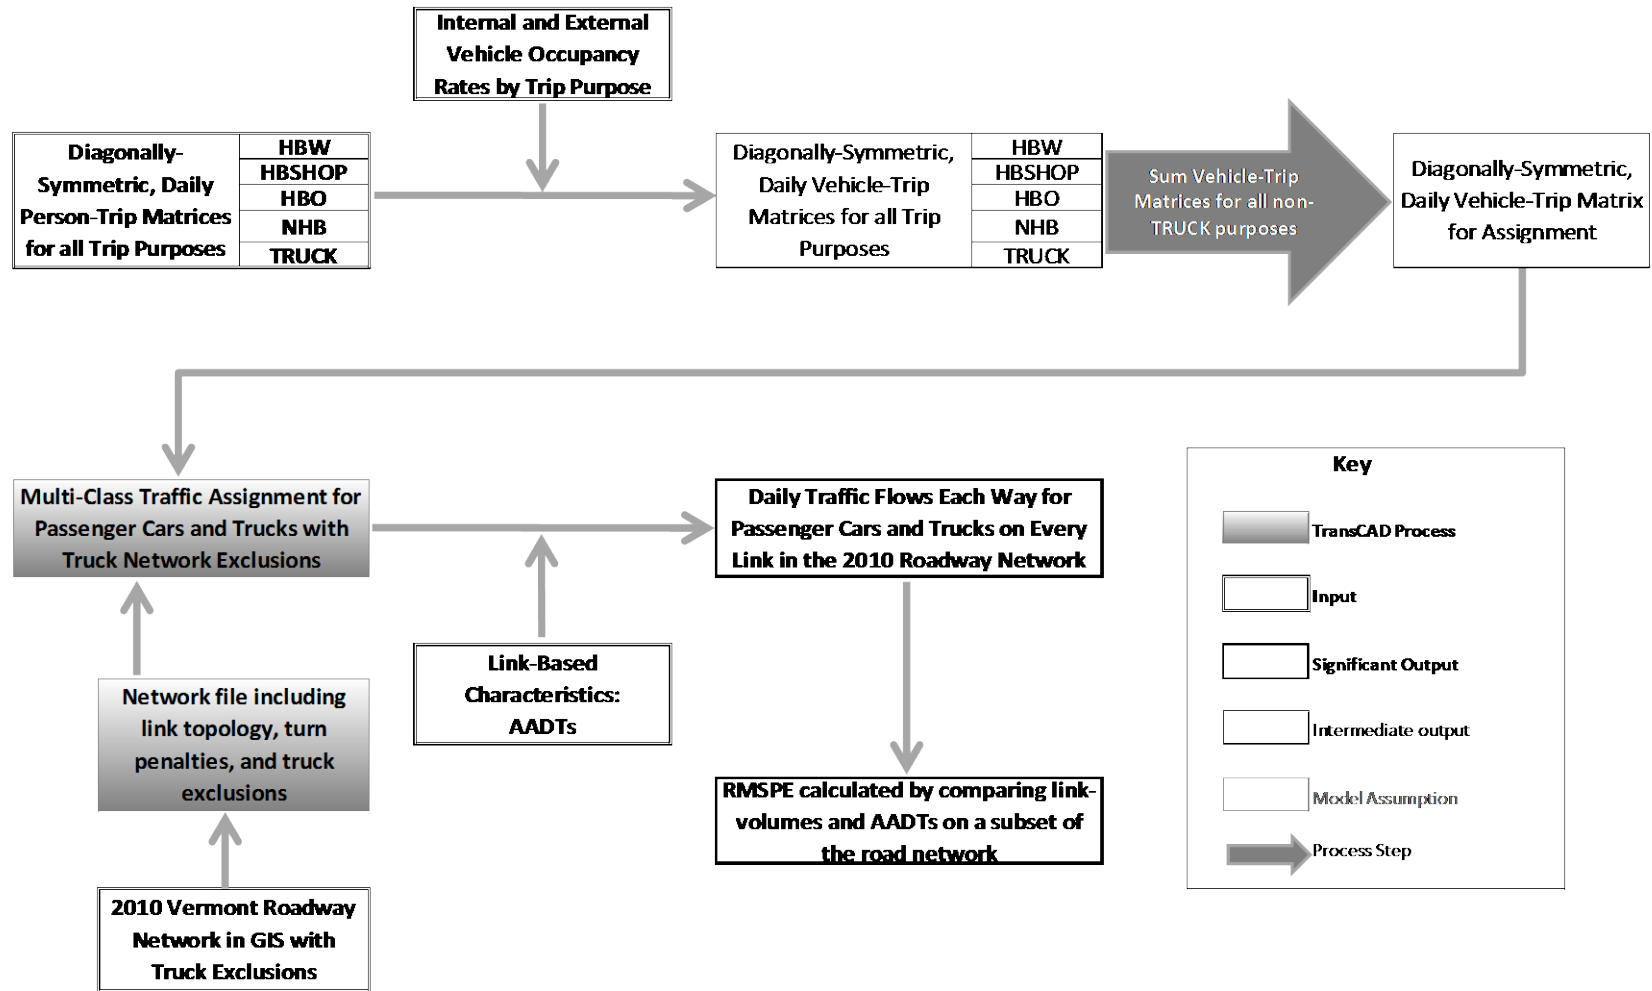 Internal and External
Vehicle Occupancy
Rates by Trip Purpose
Diagonally-
Symmetric, Daily
Person-Trip Matrices
for all Trip Purposes
HBW
HBSHOP
HBO
NHB
TRUCK
Diagonally-Symmetric,
Daily Vehicle-Trip
Matrices for all Trip
Purposes
HBW
HBSHOP
HBO
NHB
TRUCK
Sum Vehicle-Trip
Matrices for all non-
TRUCK purposes
Diagonally-Symmetric,
Daily Vehicle-Trip Matrix
for Assignment
Multi-Class Traffic Assignment for
Passenger Cars and Trucks with
Truck Network Exclusions
Daily Traffic Flows Each Way for
Passenger Cars and Trucks on Every
Link in the 2010 Roadway Network
Link-Based
Characteristics:
AADTs
Network file including
link topology, turn
penalties, and truck
exclusions
RMSPE calculated by comparing link-
volumes and AADTs on a subset of
the road network
2010 Vermont Roadway
Network in GIS with
Truck Exclusions
Key
TransCAD Process
Input
Significant Output
Intermediate output
Model Assumption
Process Step